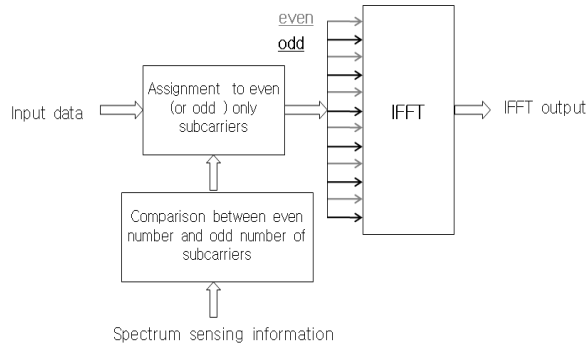 even
odd
Assignment to even
(or odd ) only
subcarriers
Input data
IFFT
IFFT output
Comparison between even
number and odd number of
subcarriers
Spectrum sensing information